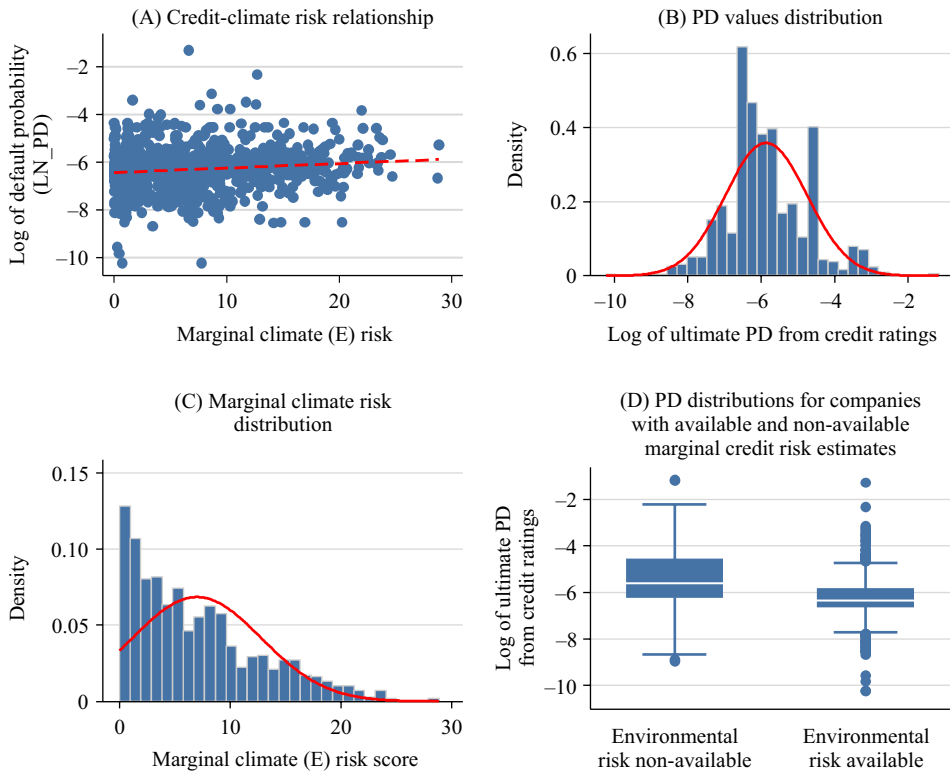 (A) Credit-climate risk relationship
Log of default probability
(LN_PD)
−2
−4
−6
−8
−10
0
10
20
30
Marginal climate (E) risk
(B) PD values distribution
Density
0.6
0.4
0.2
0
−10
−8
−6
−4
−2
Log of ultimate PD from credit ratings
(C) Marginal climate risk
distribution
Density
0.15
0.10
0.05
0
0
10
20
30
Marginal climate (E) risk score
(D) PD distributions for companies
with available and non-available
marginal credit risk estimates
Log of ultimate PD
from credit ratings
−2
−4
−6
−8
−10
Environmental
risk non-available
Environmental
risk available